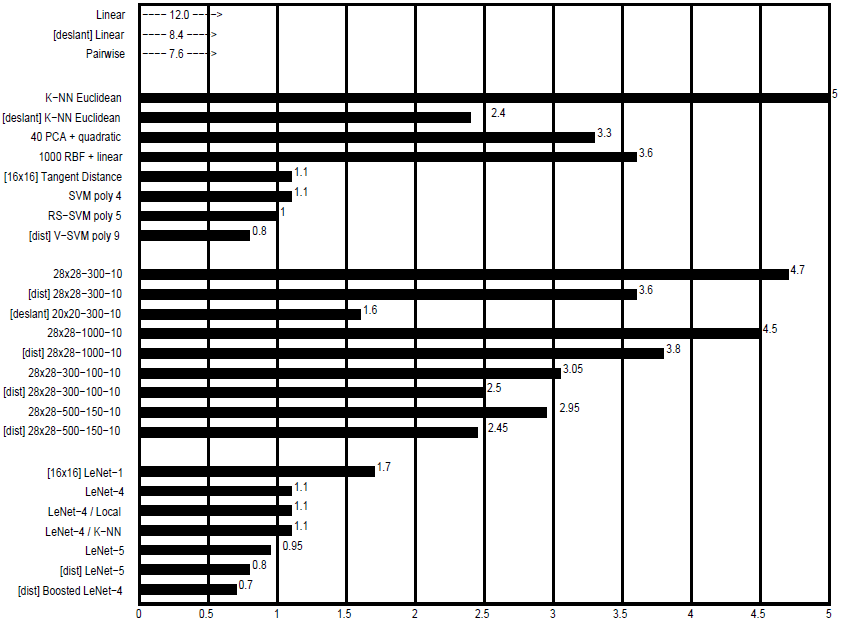 Linear ---- 12.0 ---->
[deslant] Linear ---- 8.4 ---->
Pairwise ---- 7.6 ---->
K−NN Euclidean 5
[deslant] K−NN Euclidean 2.4
40 PCA + quadratic 3.3
1000 RBF + linear 3.6
[16x16] Tangent Distance 1.1
SVM poly 4 1.1
RS−SVM poly 5 1
[dist] V−SVM poly 9 0.8
28x28−300−10 4.7
[dist] 28x28−300−10 3.6
[deslant] 20x20−300−10 1.6
28x28−1000−10 4.5
[dist] 28x28−1000−10 3.8
28x28−300−100−10 3.05
[dist] 28x28−300−100−10 2.5
28x28−500−150−10 2.95
[dist] 28x28−500−150−10 2.45
[16x16] LeNet−1 1.7
LeNet−4 1.1
LeNet−4 / Local 1.1
LeNet−4 / K−NN 1.1
LeNet−5 0.95
[dist] LeNet−5 0.8
[dist] Boosted LeNet−4 0.7
0 0.5 1 1.5 2 2.5 3 3.5 4 4.5 5